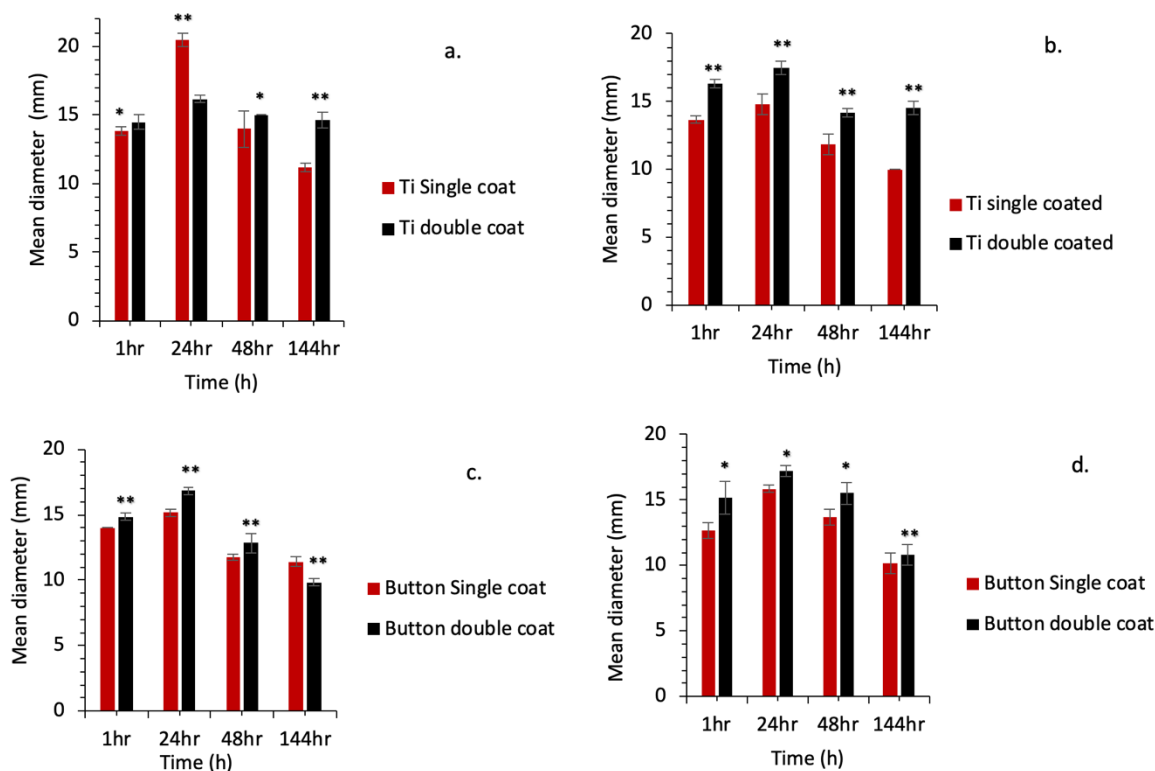 a.
Mean diameter (mm)
20
15
10
5
0
**
*
*
**
1hr 24hr 48hr 144hr
Time (h)
Ti Single coat
Ti double coat
b.
Mean diameter (mm)
20
15
10
5
0
**
**
**
**
1hr 24hr 48hr 144hr
Time (h)
Ti single coated
Ti double coated
c.
Mean diameter (mm)
20
15
10
5
0
**
**
**
**
1hr 24hr 48hr 144hr
Time (h)
Button Single coat
Button double coat
d.
Mean diameter (mm)
20
15
10
5
0
*
*
*
**
1hr 24hr 48hr 144hr
Time (h)
Button Single coat
Button double coat